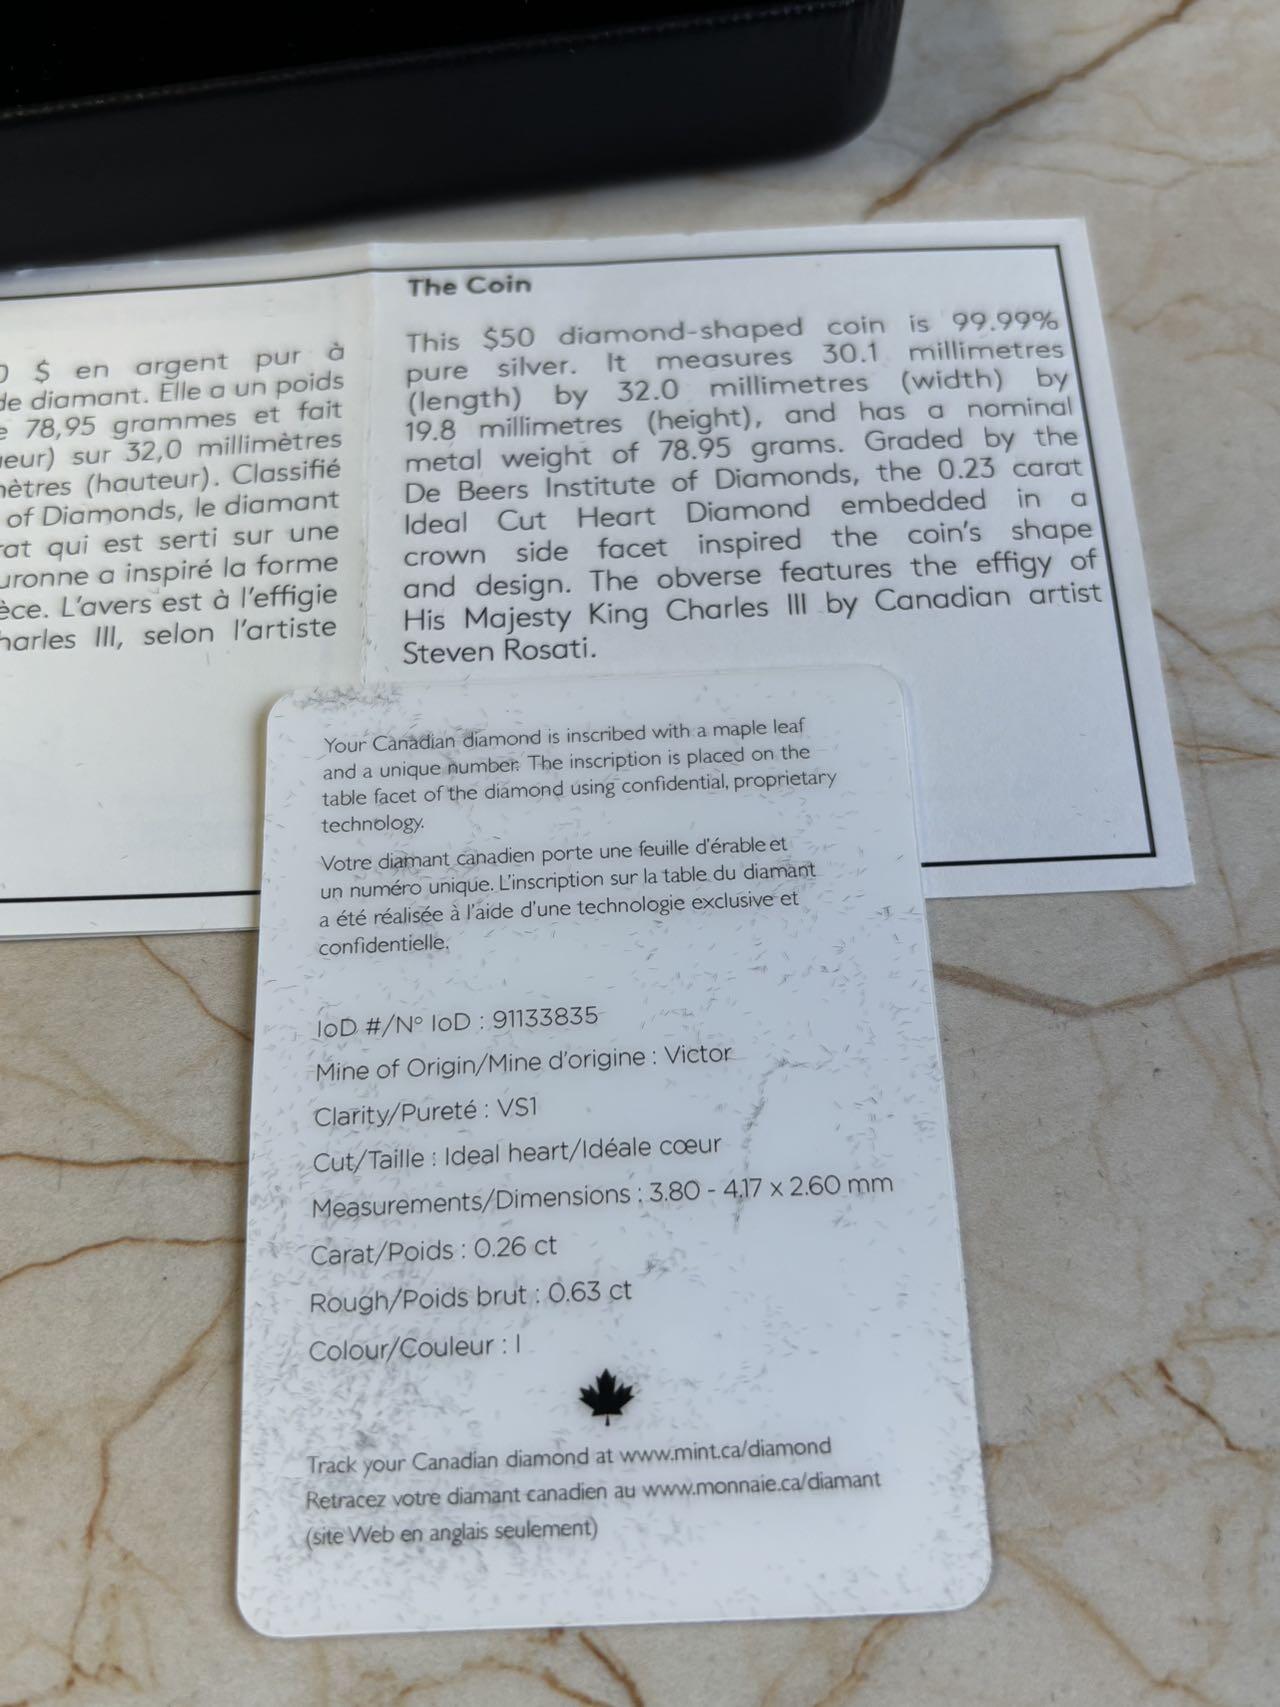 0 $ en argent pur à
de diamant. Elle a un poids
e 78,95 grammes et fait
ueur) sur 32,0 millimètres
mètres (hauteur). Classifié
of Diamonds, le diamant
rat qui est serti sur une
uronne a inspiré la forme
èce. L'avers est à l'effigie
harles III, selon l'artiste
The Coin
This $50 diamond-shaped coin is 99.99%
pure silver. It measures 30.1 millimetres
(length) by 32.0 millimetres (width) by
19.8 millimetres (height), and has a nominal
metal weight of 78.95 grams. Graded by the
De Beers Institute of Diamonds, the 0.23 carat
Ideal Cut Heart Diamond embedded in a
crown side facet inspired the coin's shape
and design. The obverse features the effigy of
His Majesty King Charles III by Canadian artist
Steven Rosati.
Your Canadian diamond is inscribed with a maple leaf
and a unique number. The inscription is placed on the
table facet of the diamond using confidential, proprietary
technology.
Votre diamant canadien porte une feuille d'érable et
un numéro unique. L'inscription sur la table du diamant
a été réalisée à l'aide d'une technologie exclusive et
confidentielle.
IoD #/N° IoD : 91133835
Mine of Origin/Mine d'origine : Victor
Clarity/Pureté : VS1
Cut/Taille : Ideal heart/Idéale cœur
Measurements/Dimensions : 3.80 - 4.17 x 2.60 mm
Carat/Poids : 0.26 ct
Rough/Poids brut : 0.63 ct
Colour/Couleur : I
Track your Canadian diamond at www.mint.ca/diamond
Retracez votre diamant canadien au www.monnaie.ca/diamant
(site Web en anglais seulement)